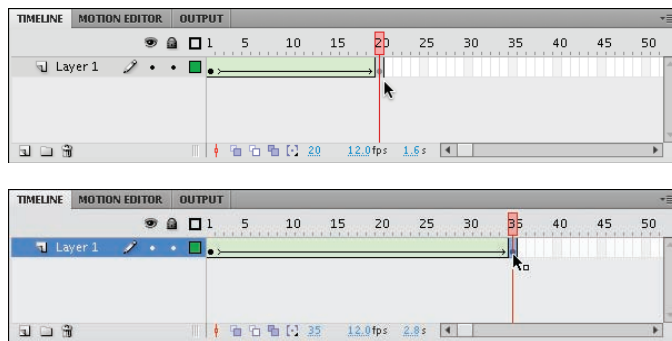 TIMELINE MOTION EDITOR OUTPUT
1 5 10 15 20 25 30 35 40 45 50
Layer 1
20 12.0fps 1.6s
TIMELINE MOTION EDITOR OUTPUT
1 5 10 15 20 25 30 35 40 45 50
Layer 1
35 12.0fps 2.8s